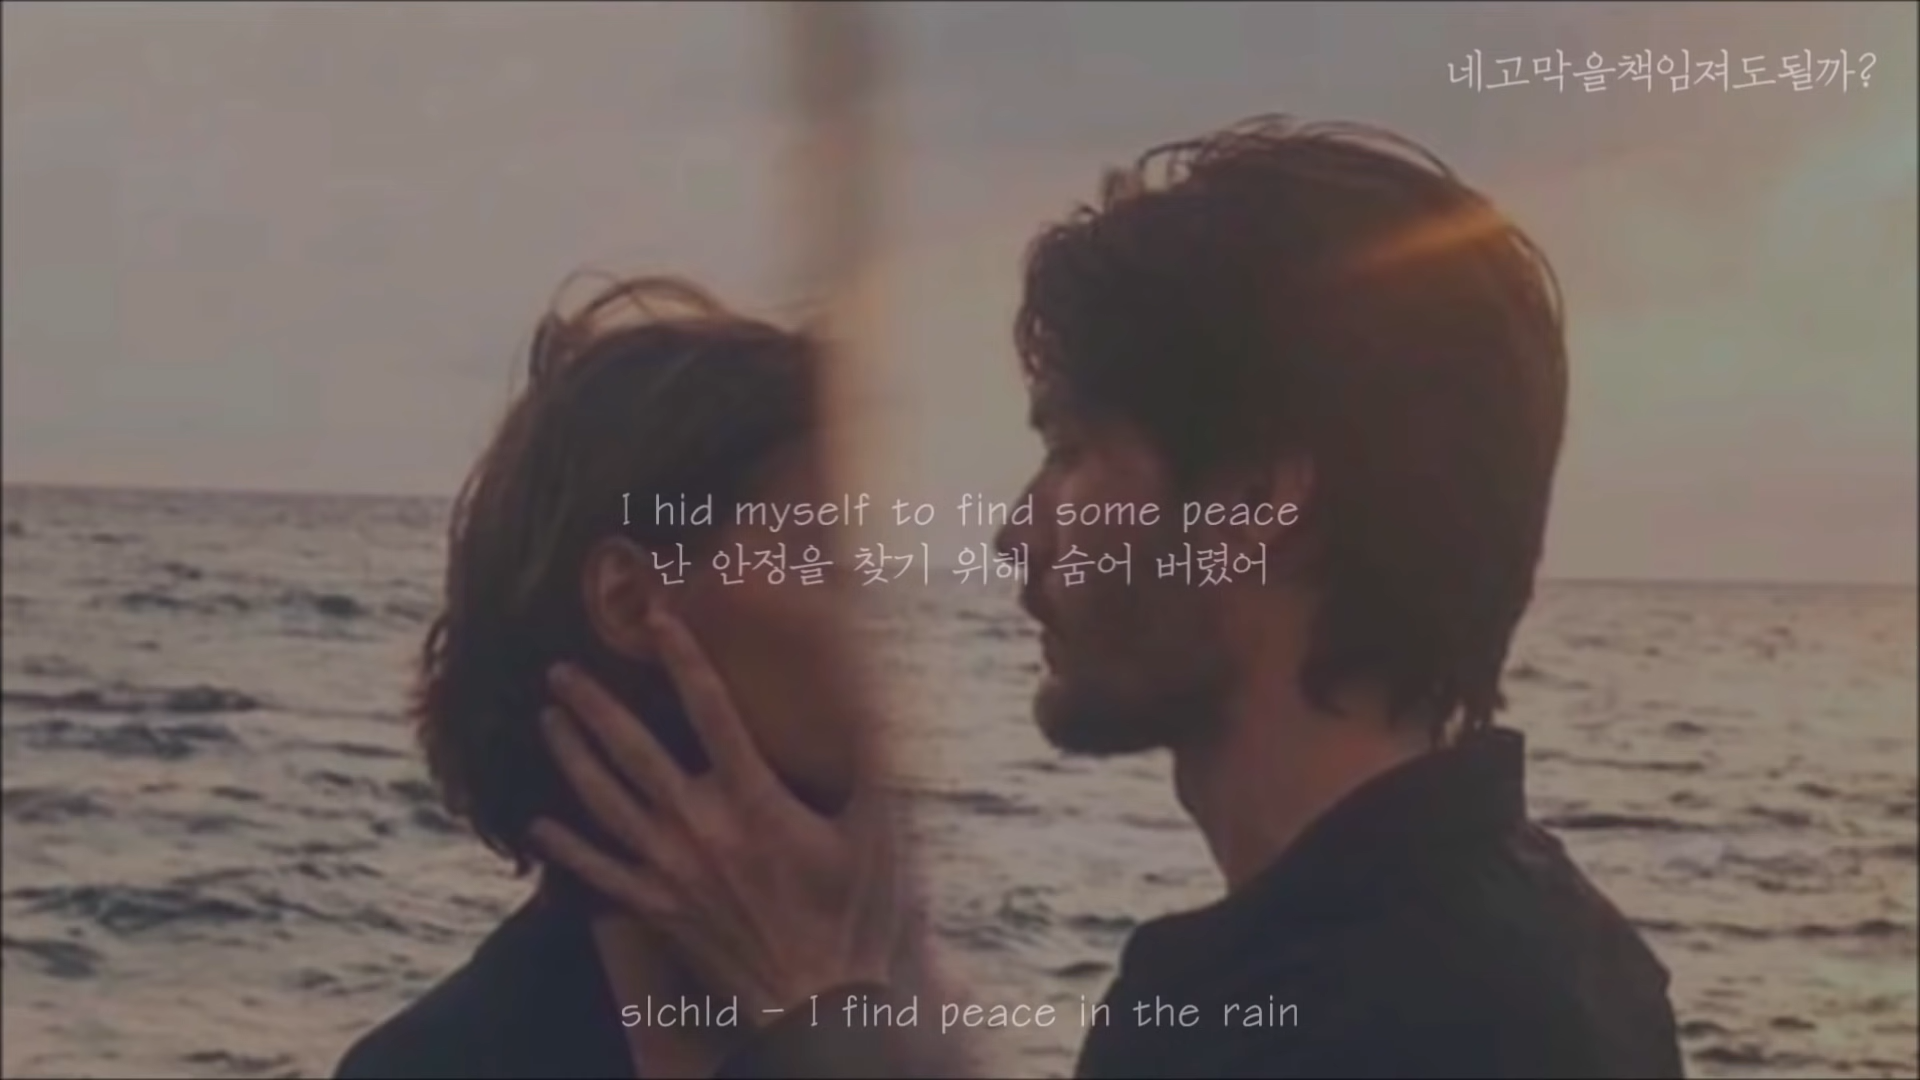 네고막을책임져도될까?
I hid myself to find some peace
난 안정을 찾기 위해 숨어 버렸어
slchld - I find peace in the rain